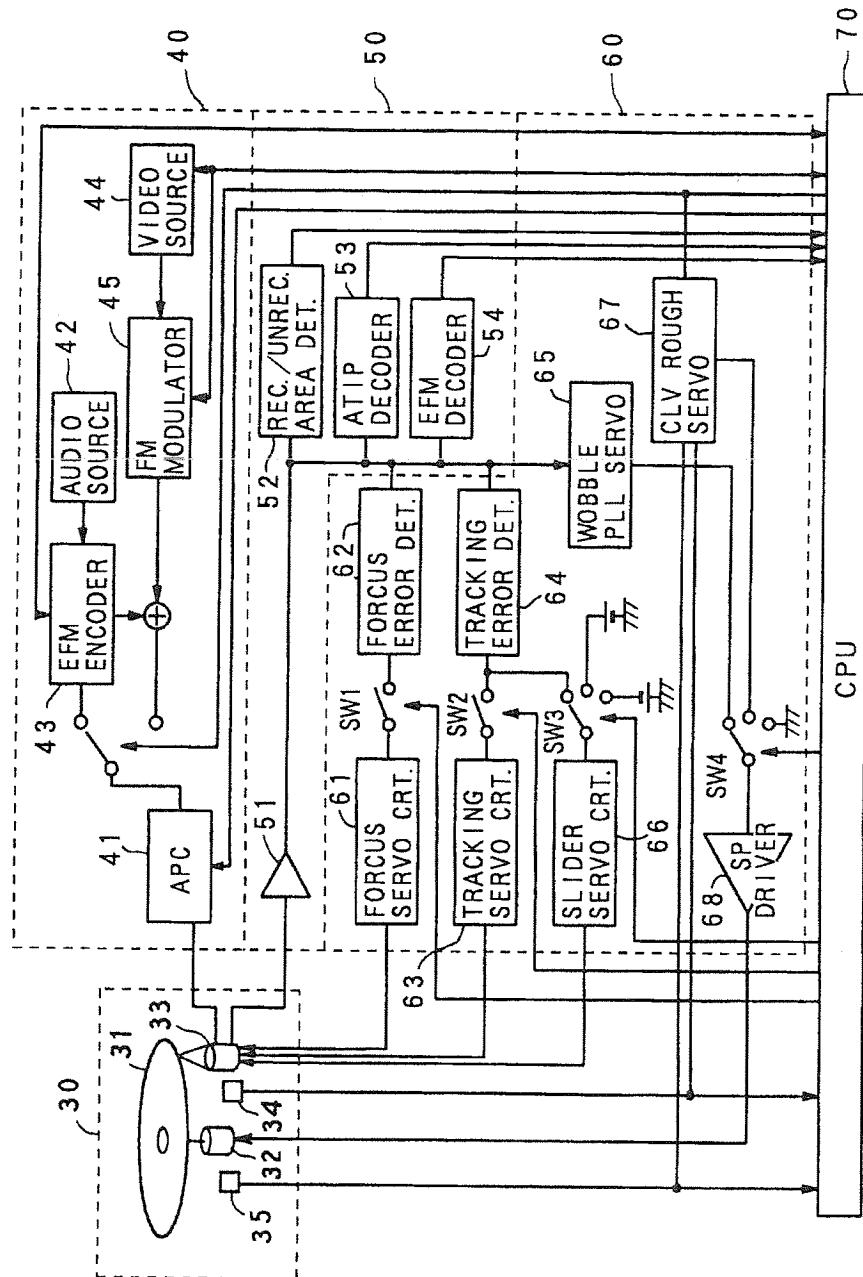 30
31
33
32
34
35
40
41
APC
43
EFM
ENCODER
42
AUDIO
SOURCE
45
FM
MODULATOR
44
VIDEO
SOURCE
50
51
52
REC./UNREC.
AREA DET.
53
ATIP
DECODER
54
EFM
DECODER
60
61
FORCUS
SERVO CRT.
SW1
62
FORCUS
ERROR DET.
63
TRACKING
SERVO CRT.
SW2
64
TRACKING
ERROR DET.
66
SLIDER
SERVO CRT.
SW3
65
WOBBLE
PLL SERVO
67
CLV ROUGH
SERVO
68
SP
DRIVER
SW4
70
CPU